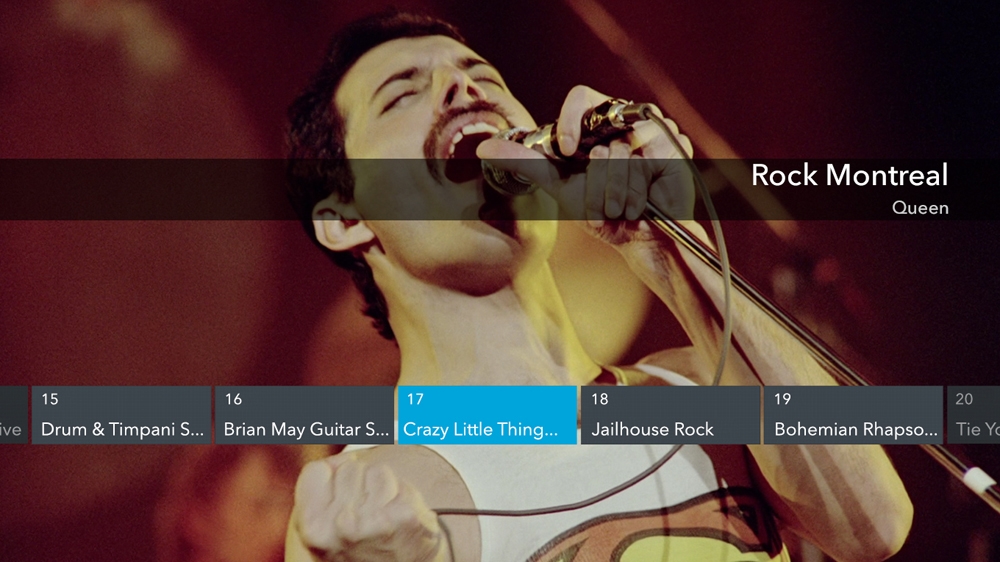 Rock Montreal
Queen
ive
15
Drum & Timpani S...
16
Brian May Guitar S...
17
Crazy Little Thing...
18
Jailhouse Rock
19
Bohemian Rhapso...
20
Tie Yo